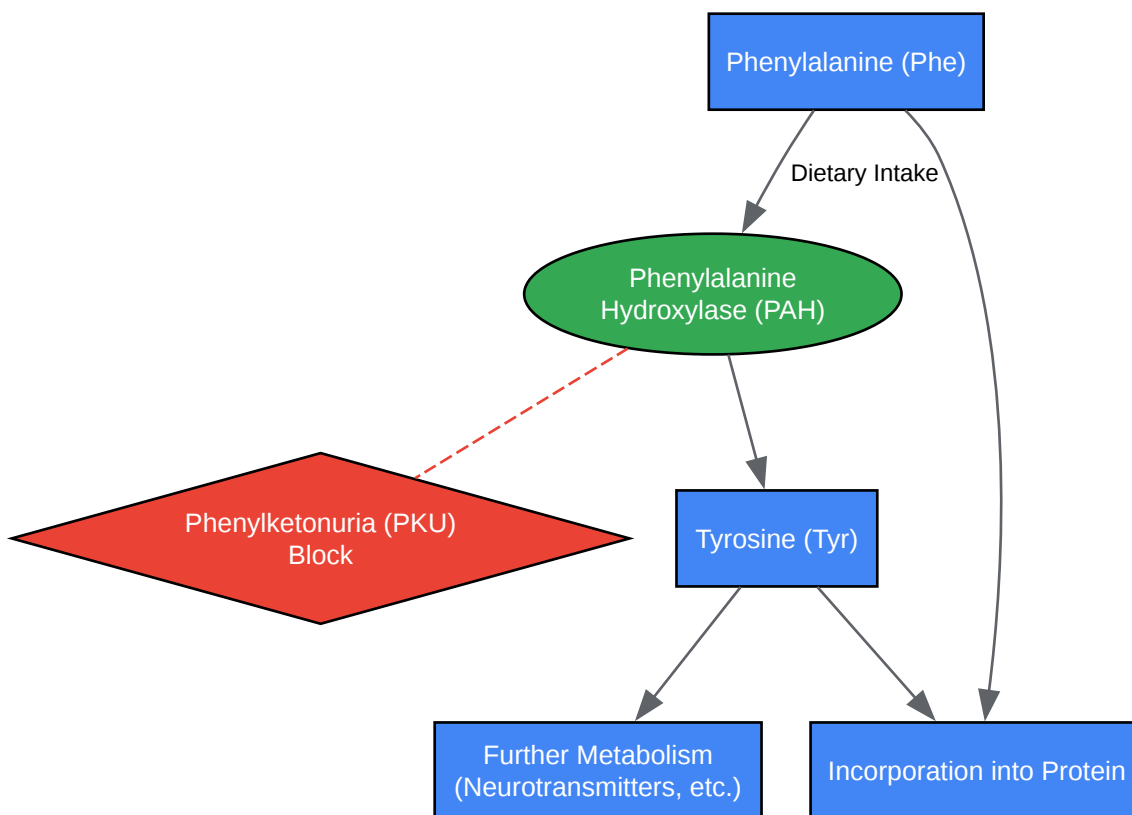 Phenylalanine (Phe)
Dietary Intake
Phenylalanine
Hydroxylase (PAH)
Phenylketonuria (PKU)
Block
Tyrosine (Tyr)
Further Metabolism
(Neurotransmitters, etc.)
Incorporation into Protein